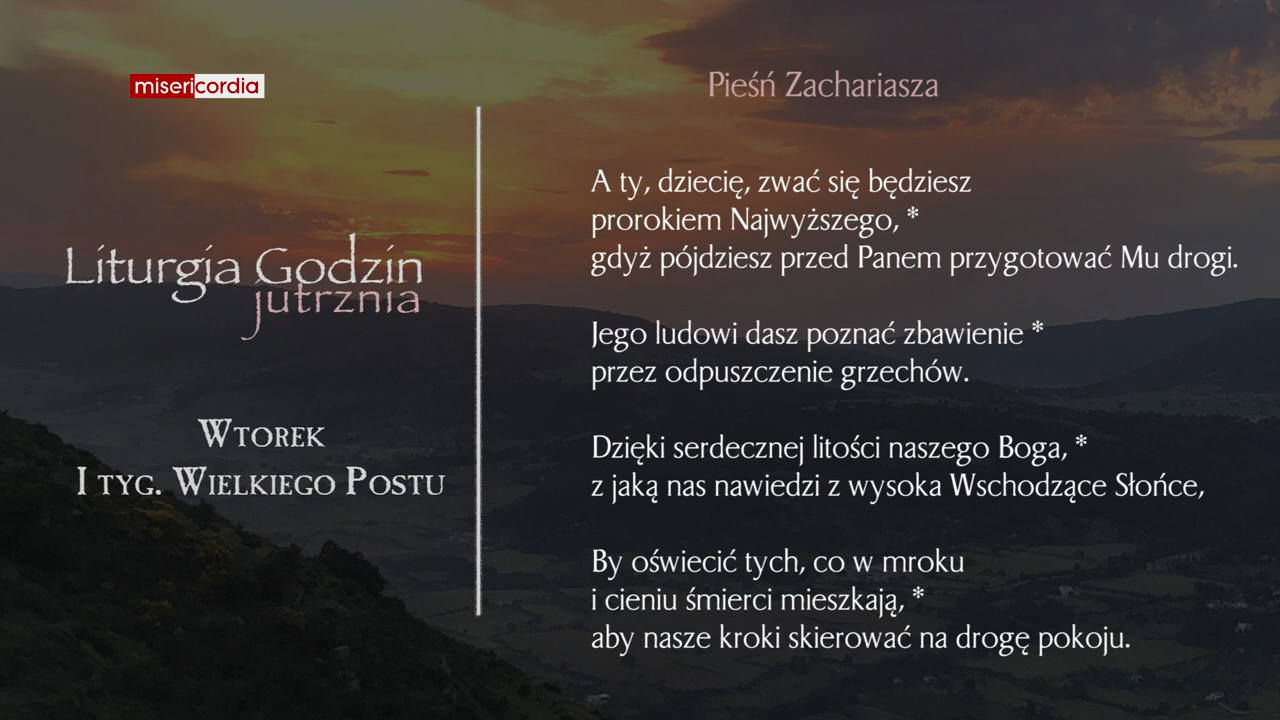 misericordia
Liturgia Godzin
jutrznia
Wtorek
I tyg. Wielkiego Postu
Pieśń Zachariasza
A ty, dziecię, zwać się będziesz
prorokiem Najwyższego, *
gdyż pójdziesz przed Panem przygotować Mu drogi.
Jego ludowi dasz poznać zbawienie *
przez odpuszczenie grzechów.
Dzięki serdecznej litości naszego Boga, *
z jaką nas nawiedzi z wysoka Wschodzące Słońce,
By oświecić tych, co w mroku
i cieniu śmierci mieszkają, *
aby nasze kroki skierować na drogę pokoju.